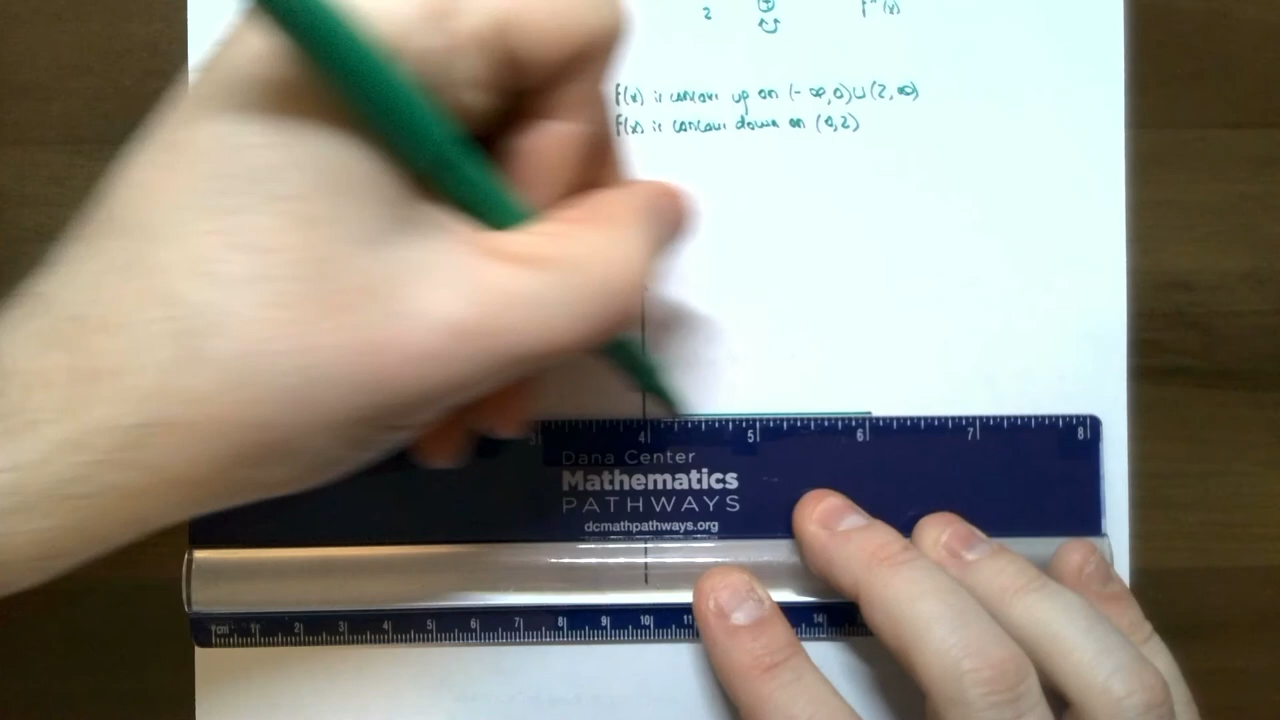 2 + f"(x)
f(x) is concave up on (-∞,0)∪(2,∞)
f(x) is concave down on (0,2)
3 4 5 6 7 8
Dana Center
Mathematics
PATHWAYS
dcmathpathways.org
cm 1 2 3 4 5 6 7 8 9 10 11 14